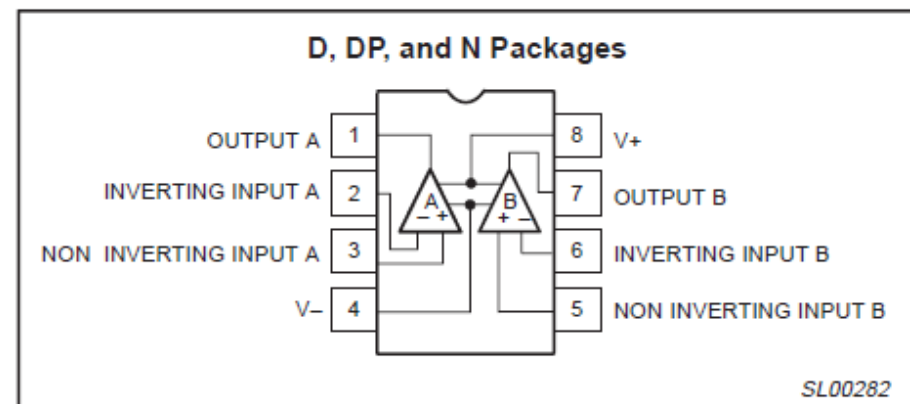 D, DP, and N Packages
OUTPUT A 1
INVERTING INPUT A 2
NON INVERTING INPUT A 3
V– 4
8 V+
7 OUTPUT B
6 INVERTING INPUT B
5 NON INVERTING INPUT B
A
– +
B
+ –
SL00282